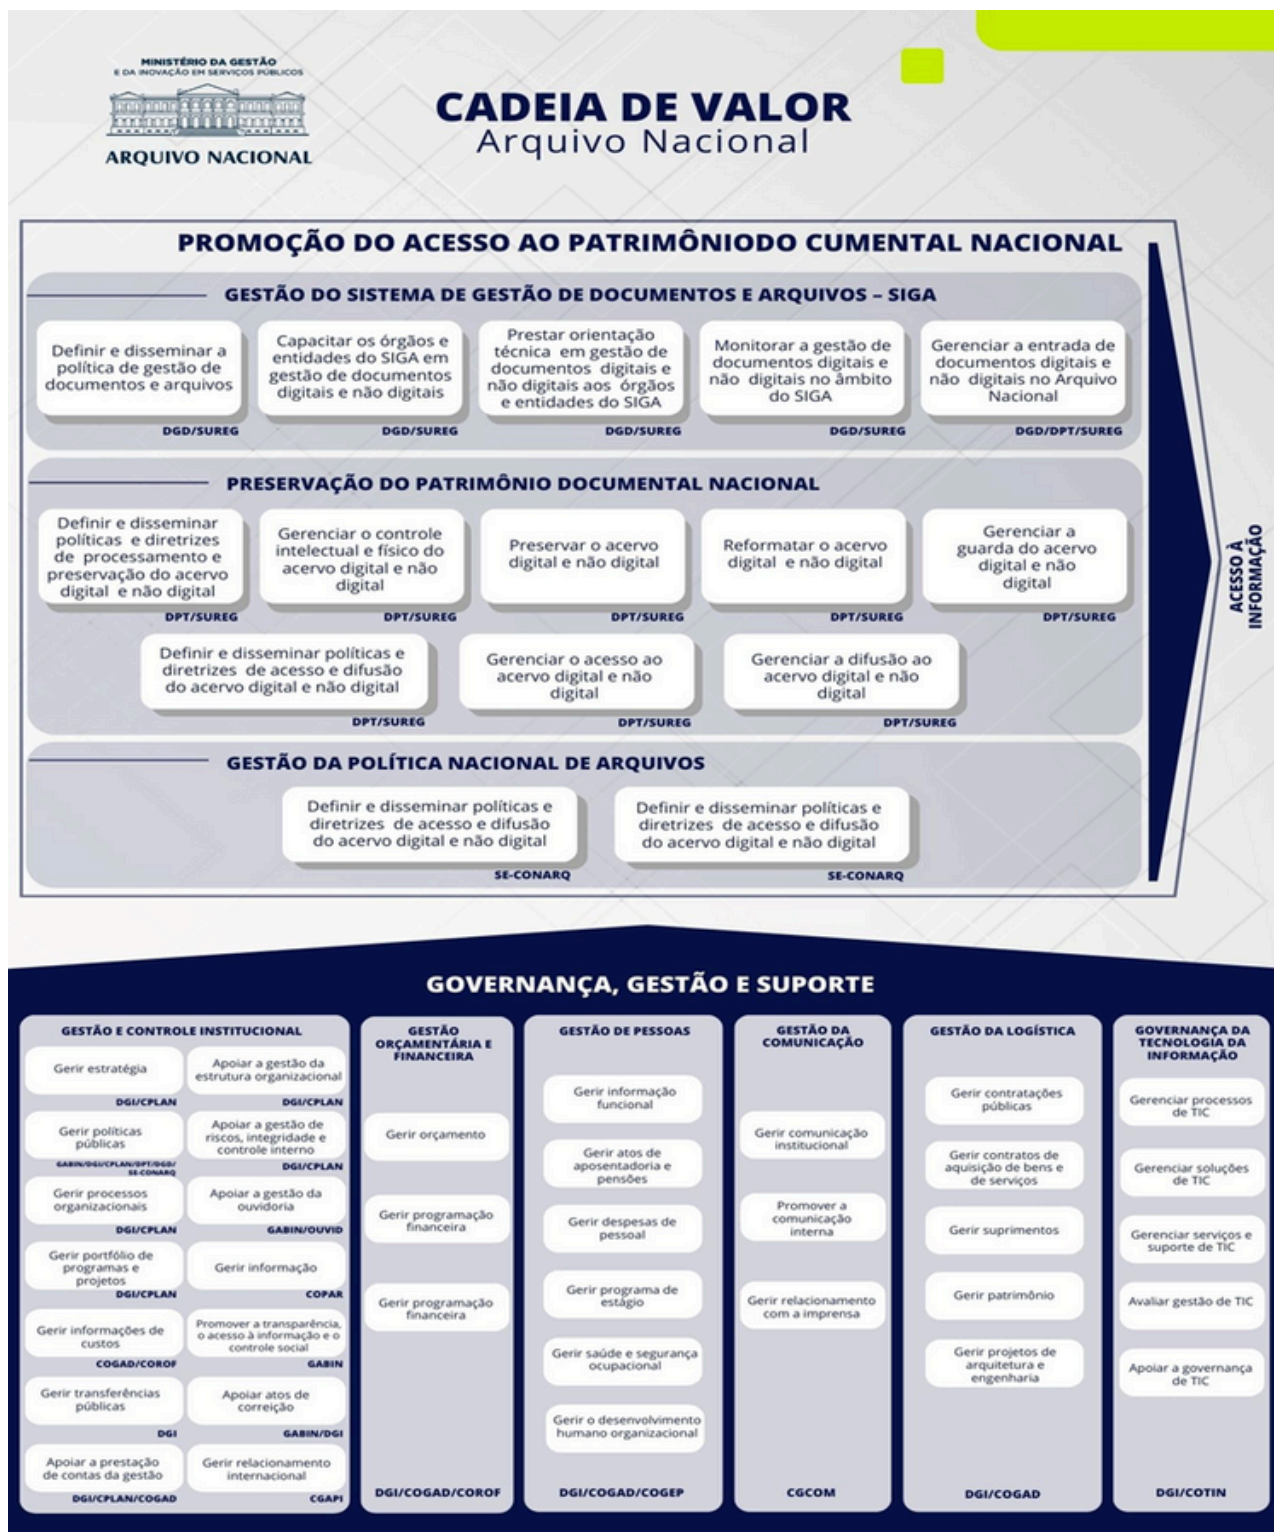 MINISTÉRIO DA GESTÃO
E DA INOVAÇÃO EM SERVIÇOS PÚBLICOS
ARQUIVO NACIONAL
CADEIA DE VALOR
Arquivo Nacional
PROMOÇÃO DO ACESSO AO PATRIMÔNIODO CUMENTAL NACIONAL
GESTÃO DO SISTEMA DE GESTÃO DE DOCUMENTOS E ARQUIVOS – SIGA
Definir e disseminar a
política de gestão de
documentos e arquivos
DGD/SUREG
Capacitar os órgãos e
entidades do SIGA em
gestão de documentos
digitais e não digitais
DGD/SUREG
Prestar orientação
técnica em gestão de
documentos digitais e
não digitais aos órgãos
e entidades do SIGA
DGD/SUREG
Monitorar a gestão de
documentos digitais e
não digitais no âmbito
do SIGA
DGD/SUREG
Gerenciar a entrada de
documentos digitais e
não digitais no Arquivo
Nacional
DGD/DPT/SUREG
PRESERVAÇÃO DO PATRIMÔNIO DOCUMENTAL NACIONAL
Definir e disseminar
políticas e diretrizes
de processamento e
preservação do acervo
digital e não digital
DPT/SUREG
Gerenciar o controle
intelectual e físico do
acervo digital e não
digital
DPT/SUREG
Preservar o acervo
digital e não digital
DPT/SUREG
Reformatar o acervo
digital e não digital
DPT/SUREG
Gerenciar a
guarda do acervo
digital e não
digital
DPT/SUREG
Definir e disseminar políticas e
diretrizes de acesso e difusão
do acervo digital e não digital
DPT/SUREG
Gerenciar o acesso ao
acervo digital e não
digital
DPT/SUREG
Gerenciar a difusão ao
acervo digital e não
digital
DPT/SUREG
GESTÃO DA POLÍTICA NACIONAL DE ARQUIVOS
Definir e disseminar políticas e
diretrizes de acesso e difusão
do acervo digital e não digital
SE-CONARQ
Definir e disseminar políticas e
diretrizes de acesso e difusão
do acervo digital e não digital
SE-CONARQ
ACESSO À
INFORMAÇÃO
GOVERNANÇA, GESTÃO E SUPORTE
GESTÃO E CONTROLE INSTITUCIONAL
Gerir estratégia
DGI/CPLAN
Apoiar a gestão da
estrutura organizacional
DGI/CPLAN
Gerir políticas
públicas
GABIN/DGI/CPLAN/DPT/DGD/
SE-CONARQ
Apoiar a gestão de
riscos, integridade e
controle interno
DGI/CPLAN
Gerir processos
organizacionais
DGI/CPLAN
Apoiar a gestão da
ouvidoria
GABIN/OUVID
Gerir portfólio de
programas e
projetos
DGI/CPLAN
Gerir informação
COPAR
Gerir informações de
custos
COGAD/COROF
Promover a transparência,
o acesso à informação e o
controle social
GABIN
Gerir transferências
públicas
DGI
Apoiar atos de
correição
GABIN/DGI
Apoiar a prestação
de contas da gestão
DGI/CPLAN/COGAD
Gerir relacionamento
internacional
CGAPI
GESTÃO
ORÇAMENTÁRIA E
FINANCEIRA
Gerir orçamento
Gerir programação
financeira
Gerir programação
financeira
DGI/COGAD/COROF
GESTÃO DE PESSOAS
Gerir informação
funcional
Gerir atos de
aposentadoria e
pensões
Gerir despesas de
pessoal
Gerir programa de
estágio
Gerir saúde e segurança
ocupacional
Gerir o desenvolvimento
humano organizacional
DGI/COGAD/COGEP
GESTÃO DA
COMUNICAÇÃO
Gerir comunicação
institucional
Promover a
comunicação
interna
Gerir relacionamento
com a imprensa
CGCOM
GESTÃO DA LOGÍSTICA
Gerir contratações
públicas
Gerir contratos de
aquisição de bens e
de serviços
Gerir suprimentos
Gerir patrimônio
Gerir projetos de
arquitetura e
engenharia
DGI/COGAD
GOVERNANÇA DA
TECNOLOGIA DA
INFORMAÇÃO
Gerenciar processos
de TIC
Gerenciar soluções
de TIC
Gerenciar serviços e
suporte de TIC
Avaliar gestão de TIC
Apoiar a governança
de TIC
DGI/COTIN